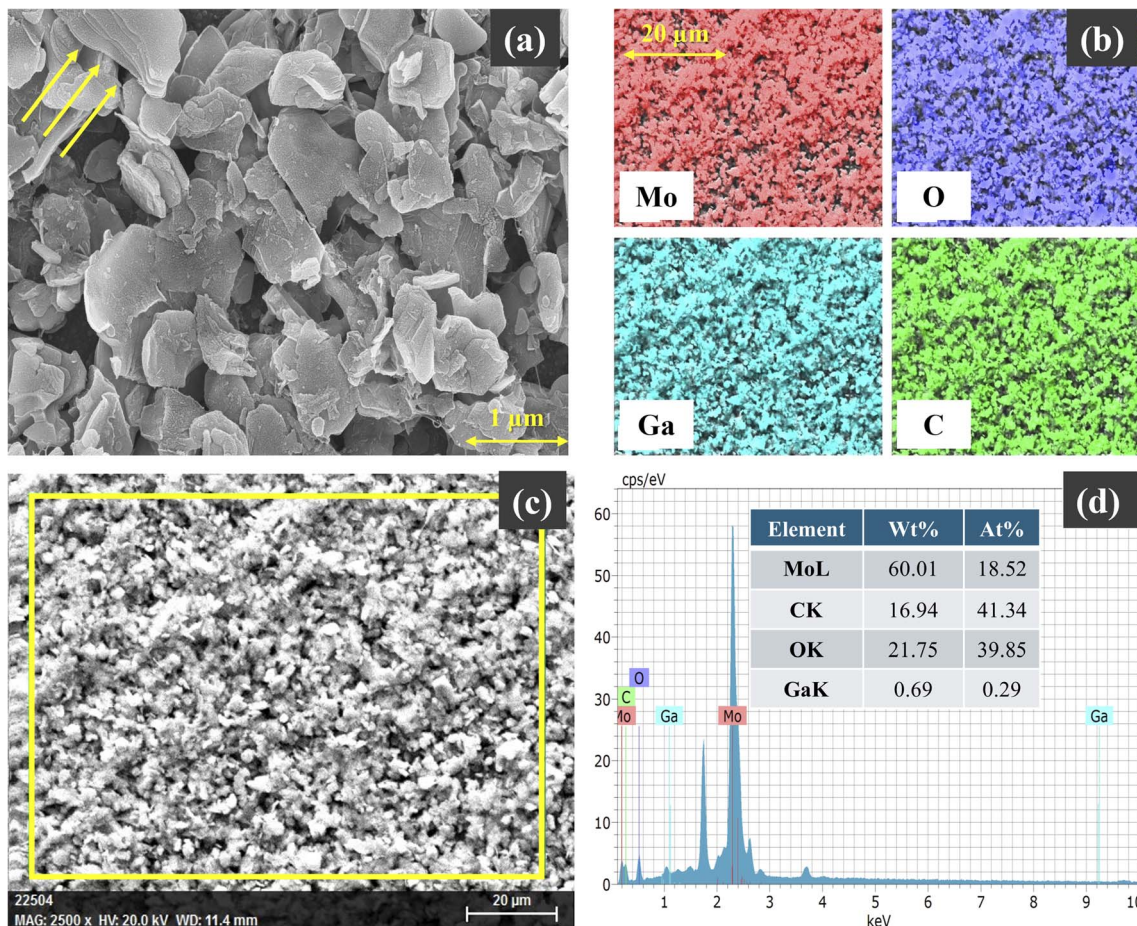 (a)
1 µm
20 µm
(b)
Mo
O
Ga
C
(c)
22504
MAG: 2500 x HV: 20.0 kV WD: 11.4 mm
20 µm
(d)
cps/eV
Element Wt% At%
MoL 60.01 18.52
CK 16.94 41.34
OK 21.75 39.85
GaK 0.69 0.29
60
50
40
30
20
10
0
O
C
Mo
Ga
Mo
Ga
1 2 3 4 5 6 7 8 9 10
keV